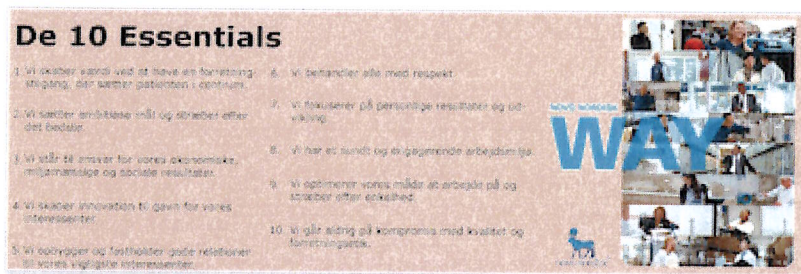 De 10 Essentials
1. Vi skaber værdi ved at have en forretnings-
tilgang, der sætter patienten i centrum.
2. Vi sætter ambitiøse mål og stræber efter
det bedste.
3. Vi står til ansvar for vores økonomiske,
miljømæssige og sociale resultater.
4. Vi skaber innovation til gavn for vores
interessenter.
5. Vi opbygger og fastholder gode relationer
til vores vigtigste interessenter.
6. Vi behandler alle med respekt.
7. Vi fokuserer på personlige resultater og ud-
vikling.
8. Vi har et sundt og engagerende arbejdsmiljø.
9. Vi optimerer vores måde at arbejde på og
stræber efter enkelhed.
10. Vi går aldrig på kompromis med kvalitet og
forretningsetik.
NOVO NORDISK
WAY